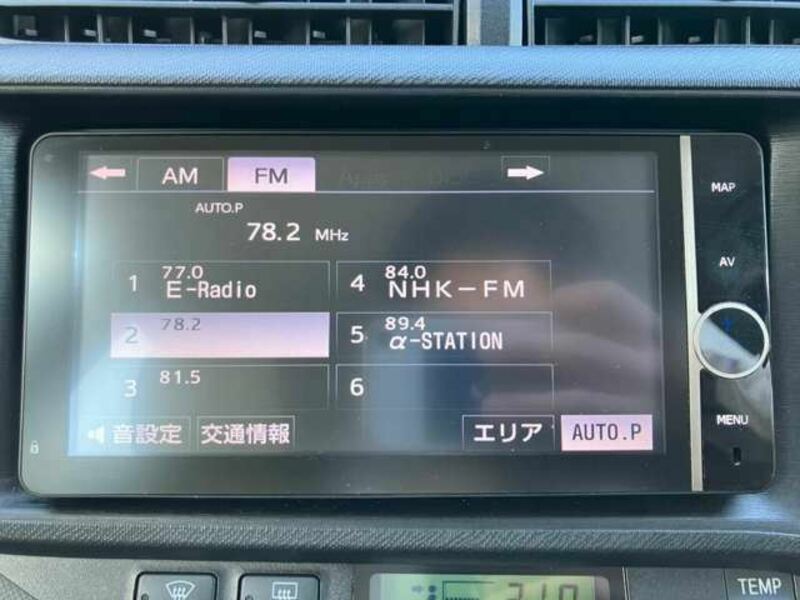 AM FM
AUTO.P
78.2 MHz
1 77.0 E-Radio
4 84.0 NHK-FM
2 78.2
5 89.4 α-STATION
3 81.5
6
音設定 交通情報 エリア AUTO.P
MAP
AV
MENU
TEMP